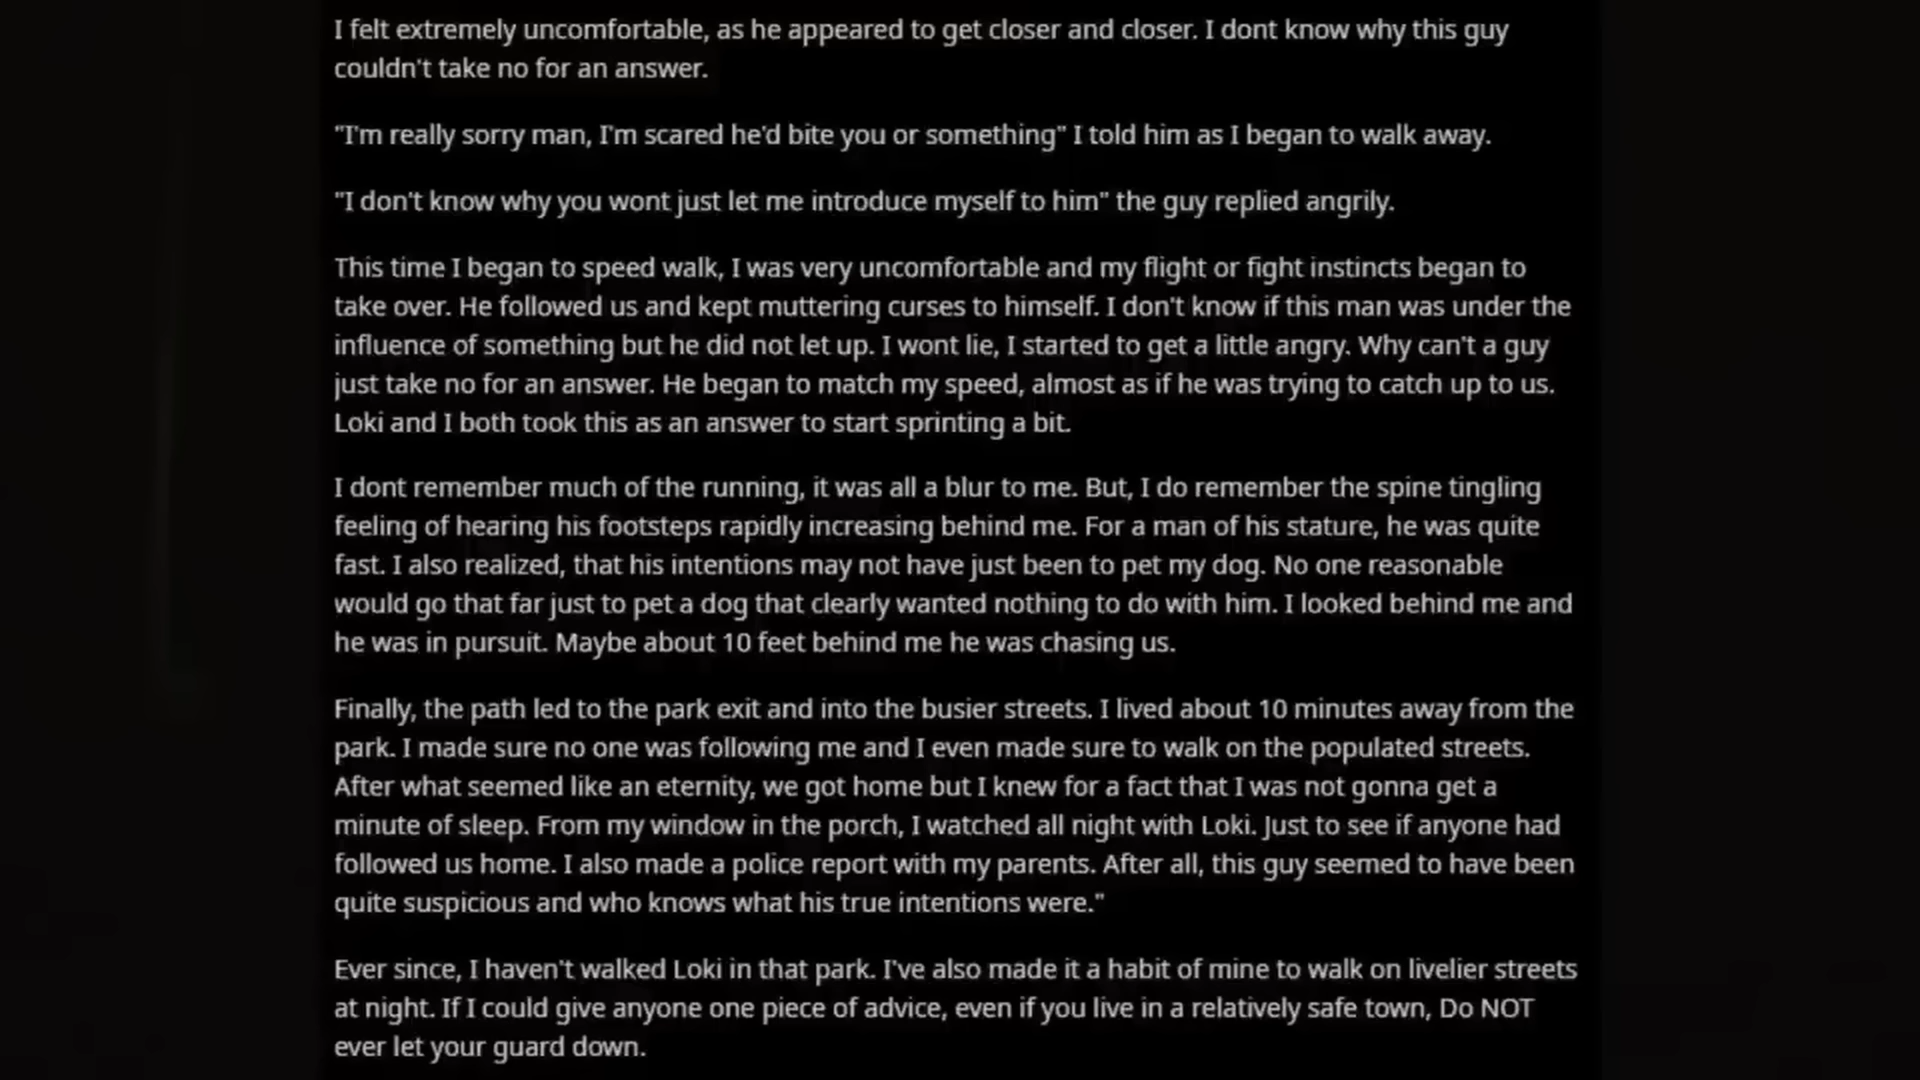 I felt extremely uncomfortable, as he appeared to get closer and closer. I dont know why this guy
couldn't take no for an answer.
"I'm really sorry man, I'm scared he'd bite you or something" I told him as I began to walk away.
"I don't know why you wont just let me introduce myself to him" the guy replied angrily.
This time I began to speed walk, I was very uncomfortable and my flight or fight instincts began to
take over. He followed us and kept muttering curses to himself. I don't know if this man was under the
influence of something but he did not let up. I wont lie, I started to get a little angry. Why can't a guy
just take no for an answer. He began to match my speed, almost as if he was trying to catch up to us.
Loki and I both took this as an answer to start sprinting a bit.
I dont remember much of the running, it was all a blur to me. But, I do remember the spine tingling
feeling of hearing his footsteps rapidly increasing behind me. For a man of his stature, he was quite
fast. I also realized, that his intentions may not have just been to pet my dog. No one reasonable
would go that far just to pet a dog that clearly wanted nothing to do with him. I looked behind me and
he was in pursuit. Maybe about 10 feet behind me he was chasing us.
Finally, the path led to the park exit and into the busier streets. I lived about 10 minutes away from the
park. I made sure no one was following me and I even made sure to walk on the populated streets.
After what seemed like an eternity, we got home but I knew for a fact that I was not gonna get a
minute of sleep. From my window in the porch, I watched all night with Loki. Just to see if anyone had
followed us home. I also made a police report with my parents. After all, this guy seemed to have been
quite suspicious and who knows what his true intentions were."
Ever since, I haven't walked Loki in that park. I've also made it a habit of mine to walk on livelier streets
at night. If I could give anyone one piece of advice, even if you live in a relatively safe town, Do NOT
ever let your guard down.